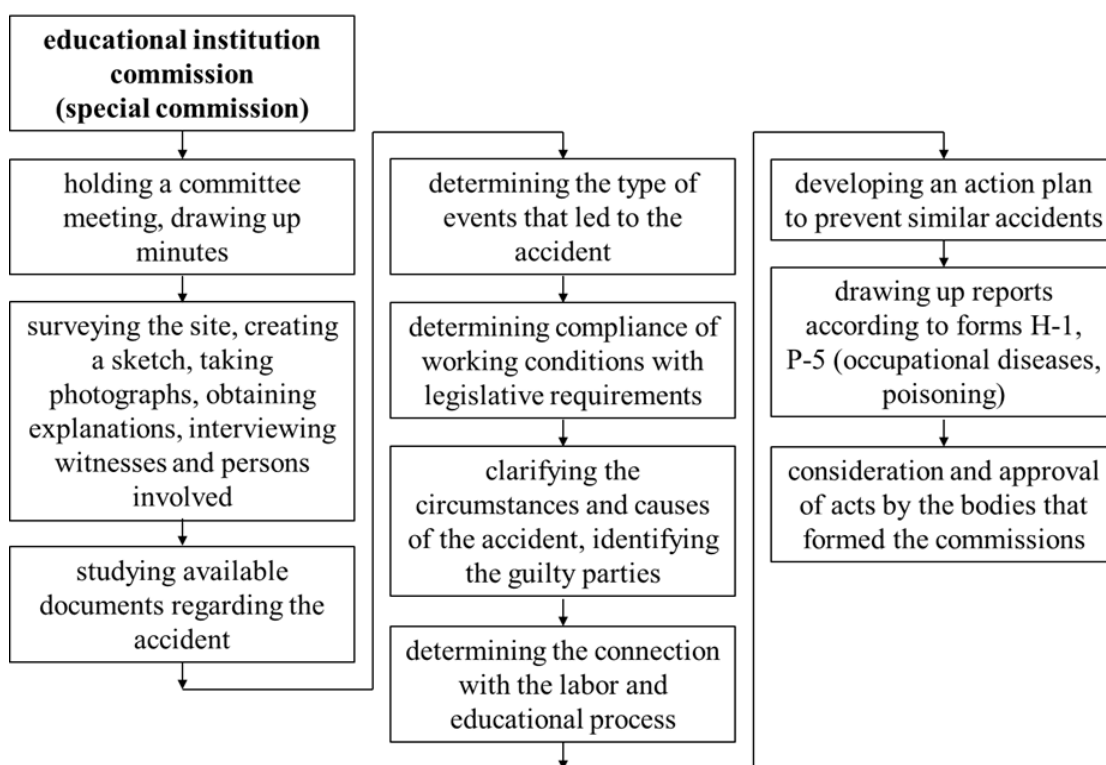 educational institution
commission
(special commission)
holding a committee
meeting, drawing up
minutes
surveying the site, creating
a sketch, taking
photographs, obtaining
explanations, interviewing
witnesses and persons
involved
studying available
documents regarding the
accident
determining the type of
events that led to the
accident
determining compliance of
working conditions with
legislative requirements
clarifying the
circumstances and causes
of the accident, identifying
the guilty parties
determining the connection
with the labor and
educational process
developing an action plan
to prevent similar accidents
drawing up reports
according to forms H-1,
P-5 (occupational diseases,
poisoning)
consideration and approval
of acts by the bodies that
formed the commissions